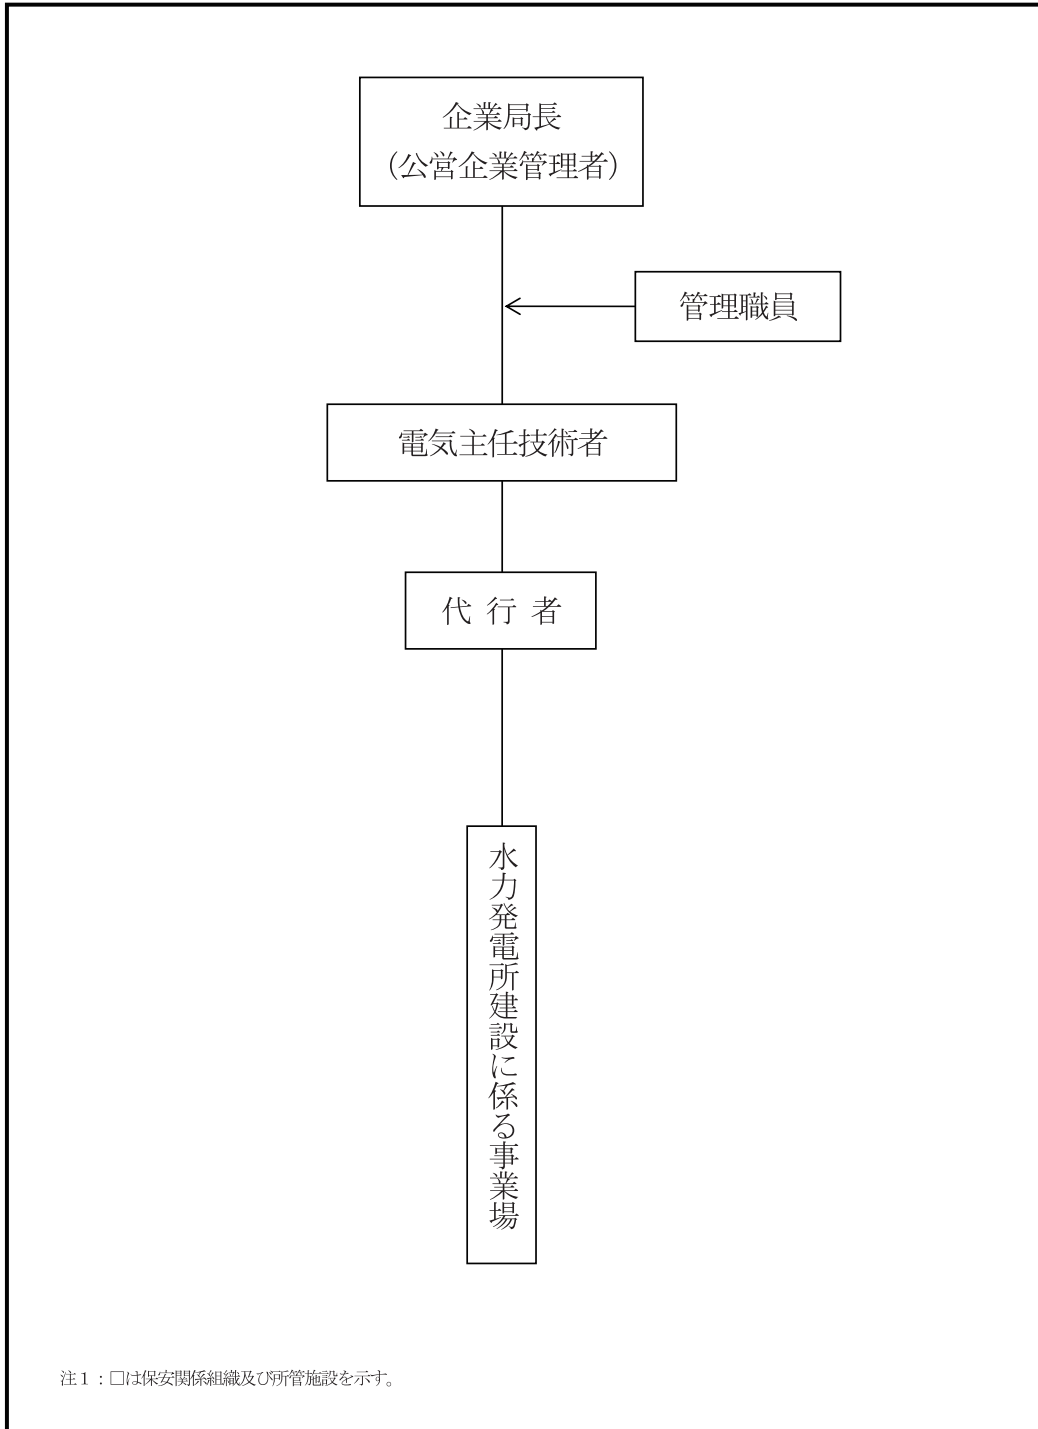 企業局長
（公営企業管理者）
管理職員
電気主任技術者
代 行 者
水力発電所建設に係る事業場
注１：□は保安関係組織及び所管施設を示す。